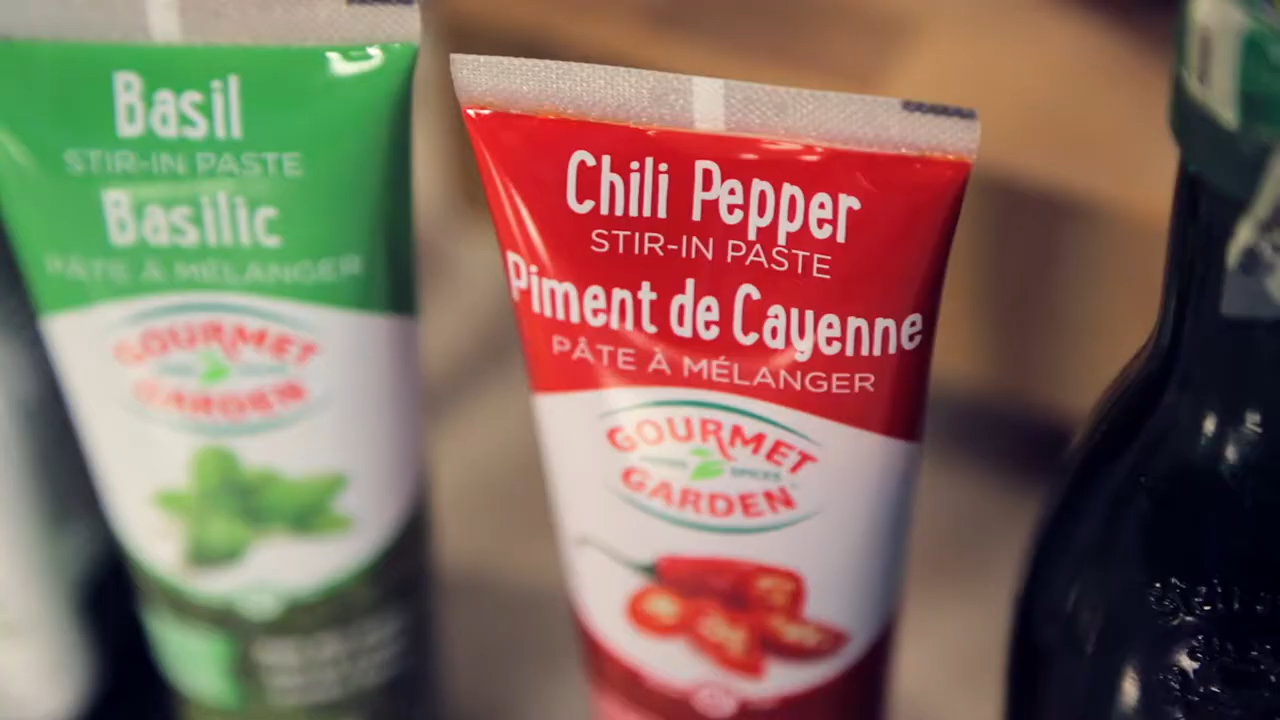 Basil
STIR-IN PASTE
Basilic
PÂTE À MÉLANGER
GOURMET
GARDEN
Chili Pepper
STIR-IN PASTE
Piment de Cayenne
PÂTE À MÉLANGER
GOURMET
SPICES
GARDEN